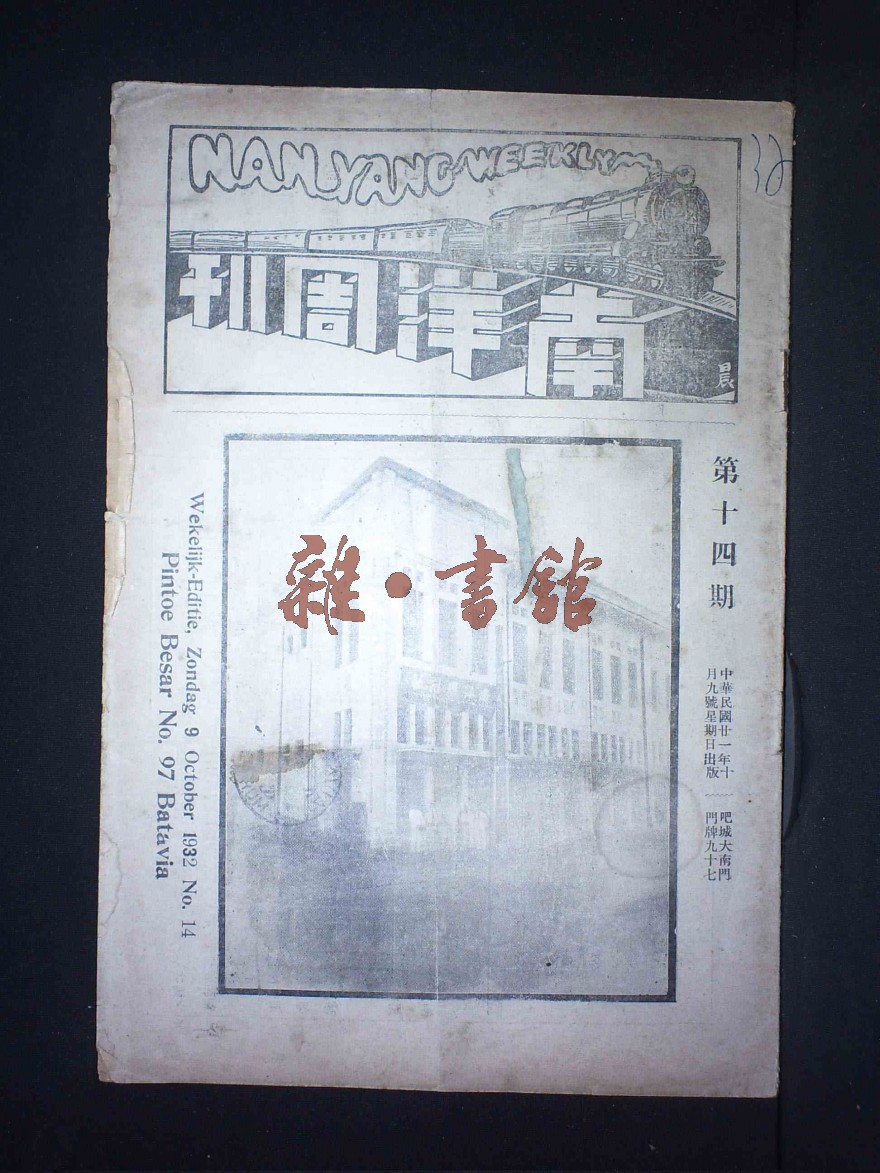 NANYANG WEEKLY
南洋周刊
晨
第十四期
中華民國廿一年十
月九號星期日出版
吧城大南門
門牌九十七
雜·書館
Wekelijk-Editie, Zondag 9 October 1932 No. 14
Pintoe Besar No. 97 Batavia